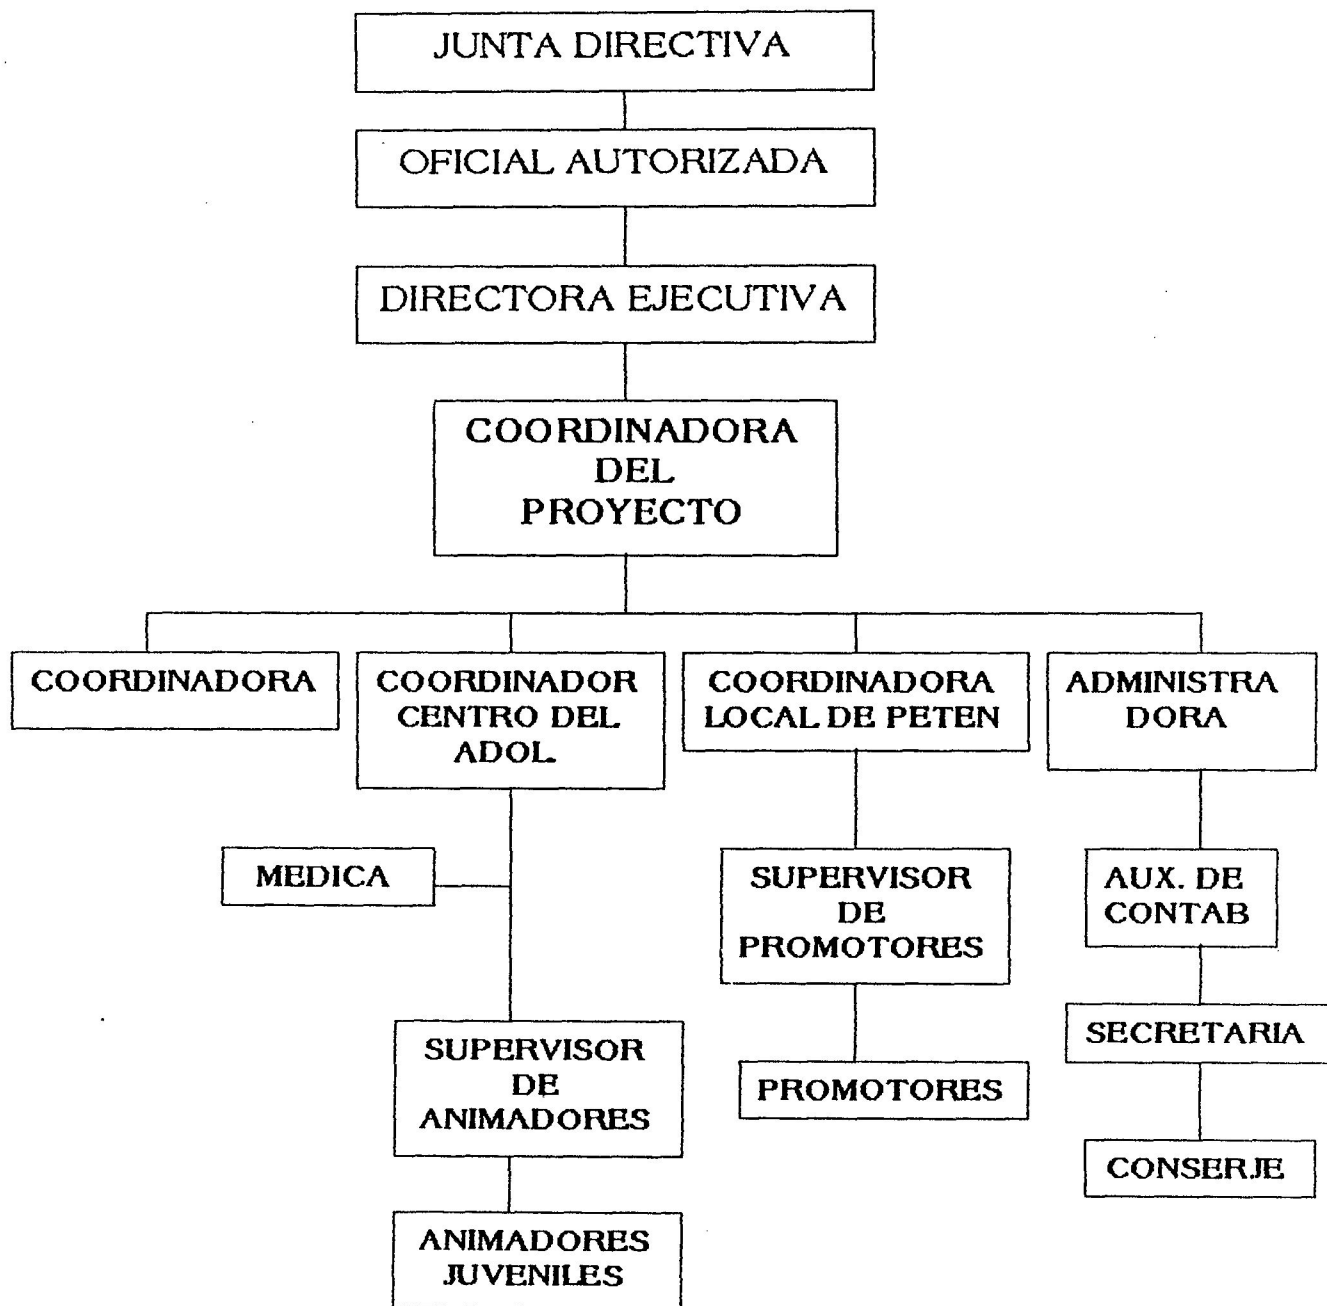 JUNTA DIRECTIVA
OFICIAL AUTORIZADA
DIRECTORA EJECUTIVA
COORDINADORA
DEL
PROYECTO
COORDINADORA
COORDINADOR
CENTRO DEL
ADOL.
COORDINADORA
LOCAL DE PETEN
ADMINISTRA
DORA
MEDICA
SUPERVISOR
DE
PROMOTORES
AUX. DE
CONTAB
SUPERVISOR
DE
ANIMADORES
PROMOTORES
SECRETARIA
CONSERJE
ANIMADORES
JUVENILES